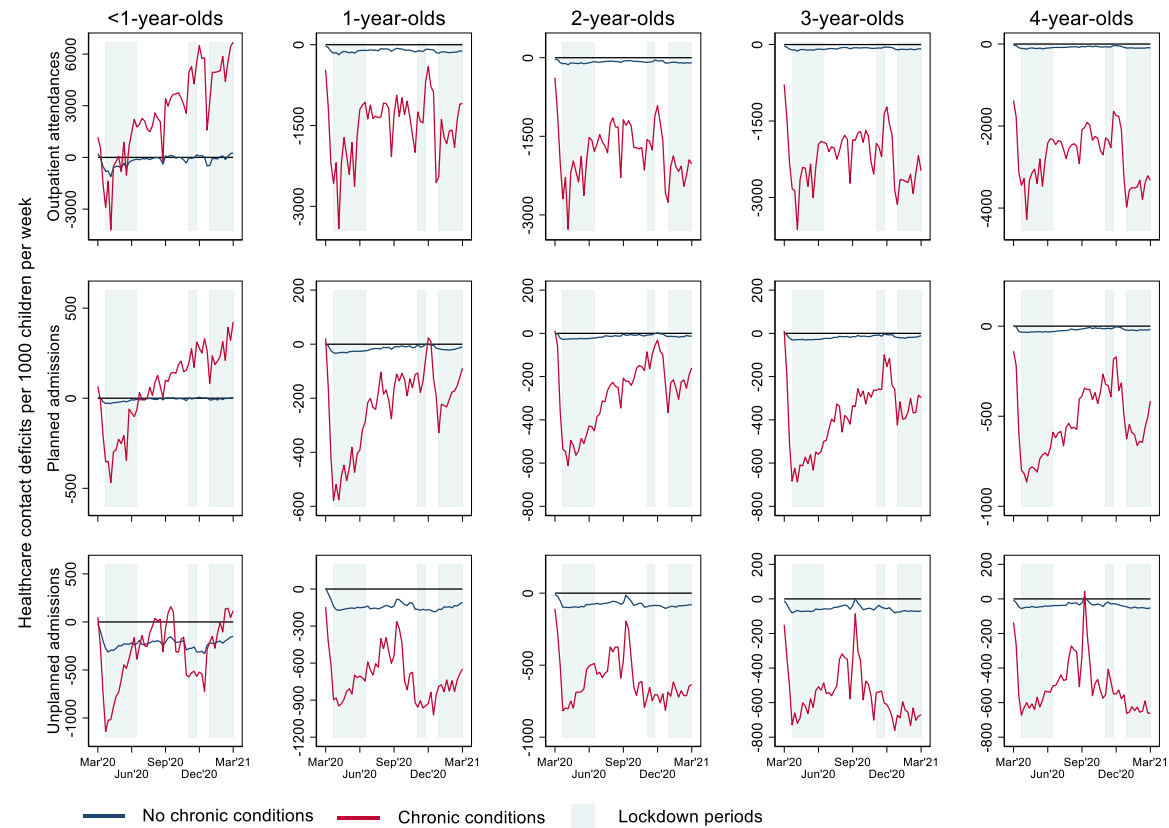 <1-year-olds 1-year-olds 2-year-olds 3-year-olds 4-year-olds
Healthcare contact deficits per 1000 children per week
Outpatient attendances
6000 3000 0 -3000
0 -1500 -3000
0 -1500 -3000
0 -1500 -3000
0 -2000 -4000
Planned admissions
500 0 -500
200 0 -200 -400 -600
200 0 -200 -400 -600 -800
200 0 -200 -400 -600 -800
0 -500 -1000
Unplanned admissions
500 0 -500 -1000
0 -300 -600 -900 -1200
0 -500 -1000
200 0 -200 -400 -600 -800
200 0 -200 -400 -600 -800
Mar'20 Sep'20 Mar'21 Mar'20 Sep'20 Mar'21 Mar'20 Sep'20 Mar'21 Mar'20 Sep'20 Mar'21 Mar'20 Sep'20 Mar'21
Jun'20 Dec'20 Jun'20 Dec'20 Jun'20 Dec'20 Jun'20 Dec'20 Jun'20 Dec'20
No chronic conditions Chronic conditions Lockdown periods